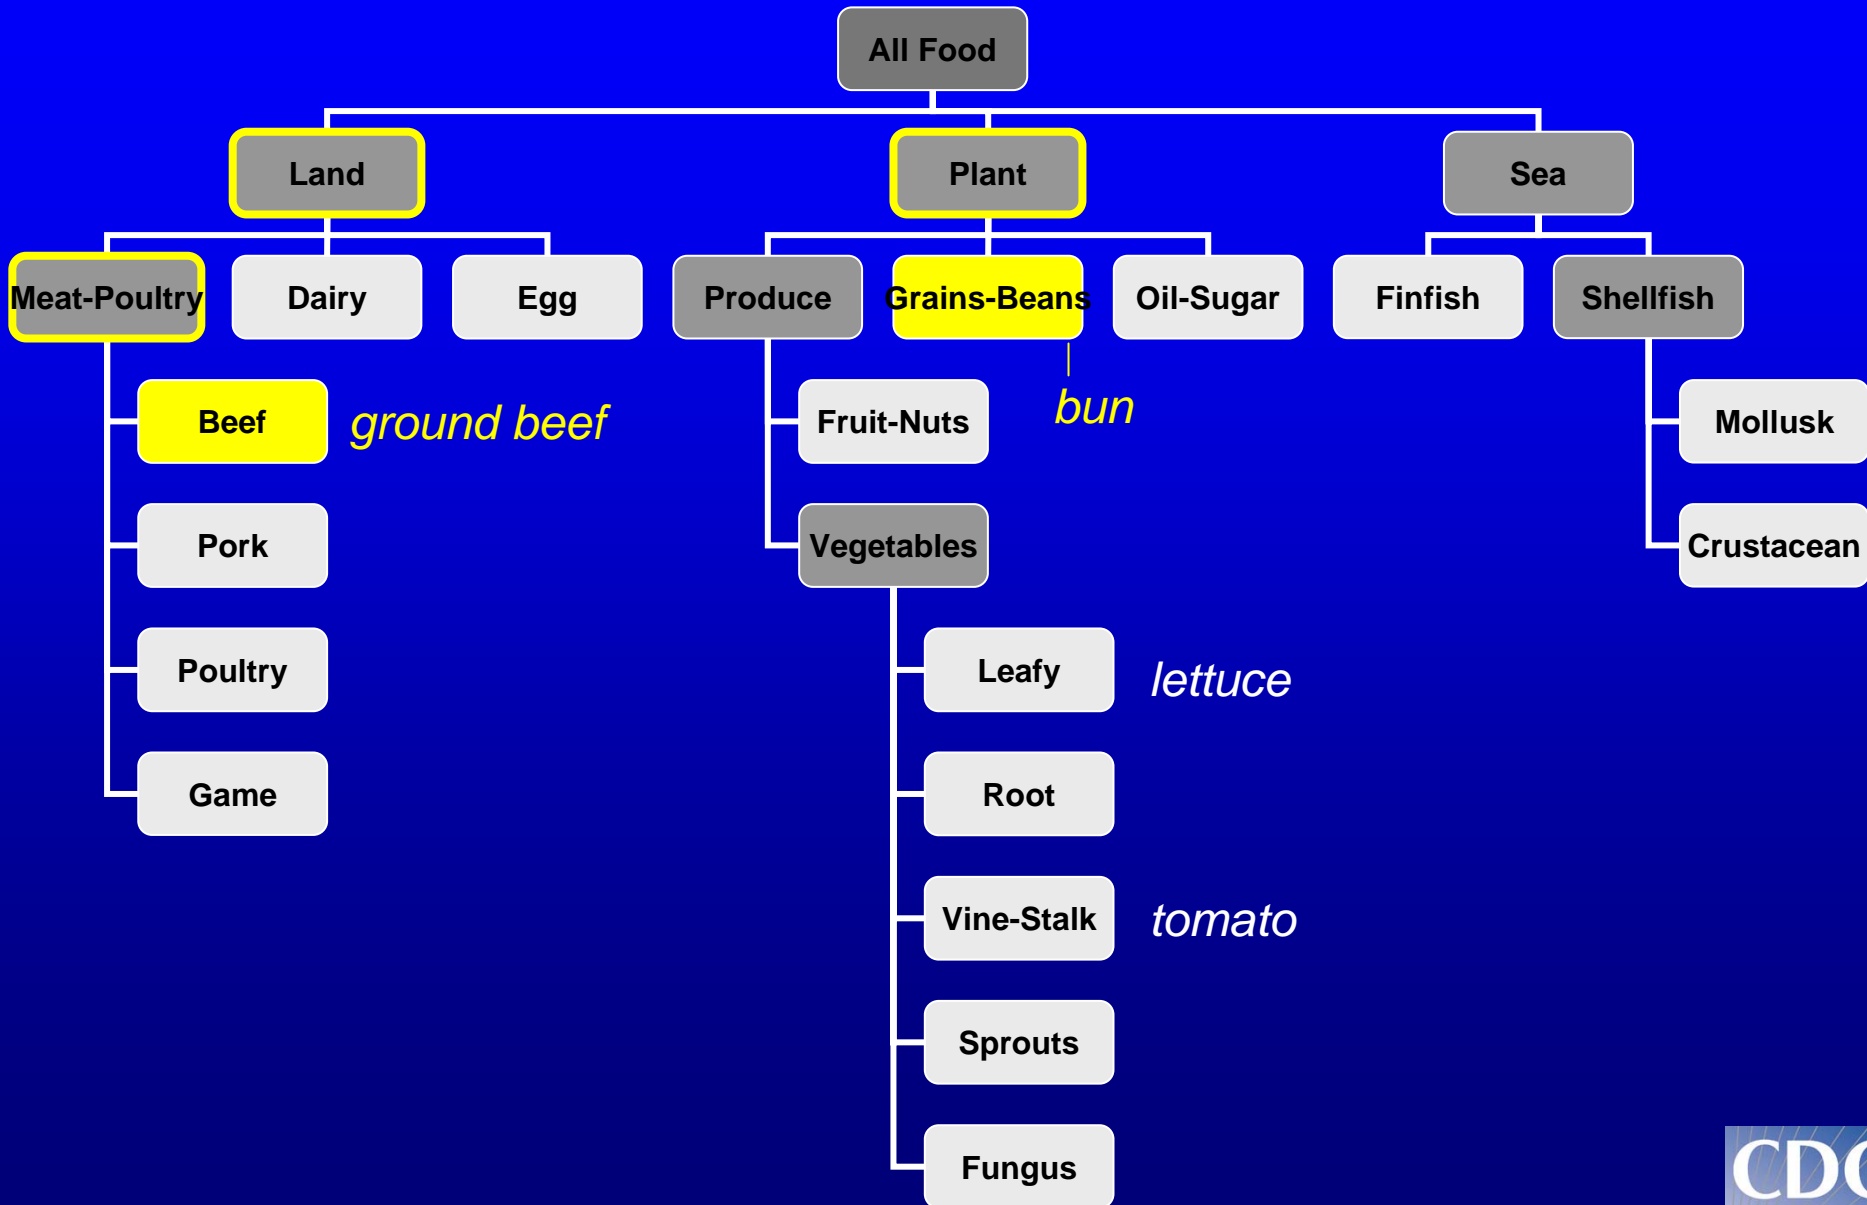 All Food
Land
Plant
Sea
Meat-Poultry
Dairy
Egg
Produce
Grains-Beans
Oil-Sugar
Finfish
Shellfish
Beef
ground beef
Fruit-Nuts
bun
Mollusk
Pork
Vegetables
Crustacean
Poultry
Leafy
lettuce
Game
Root
Vine-Stalk
tomato
Sprouts
Fungus
CDC